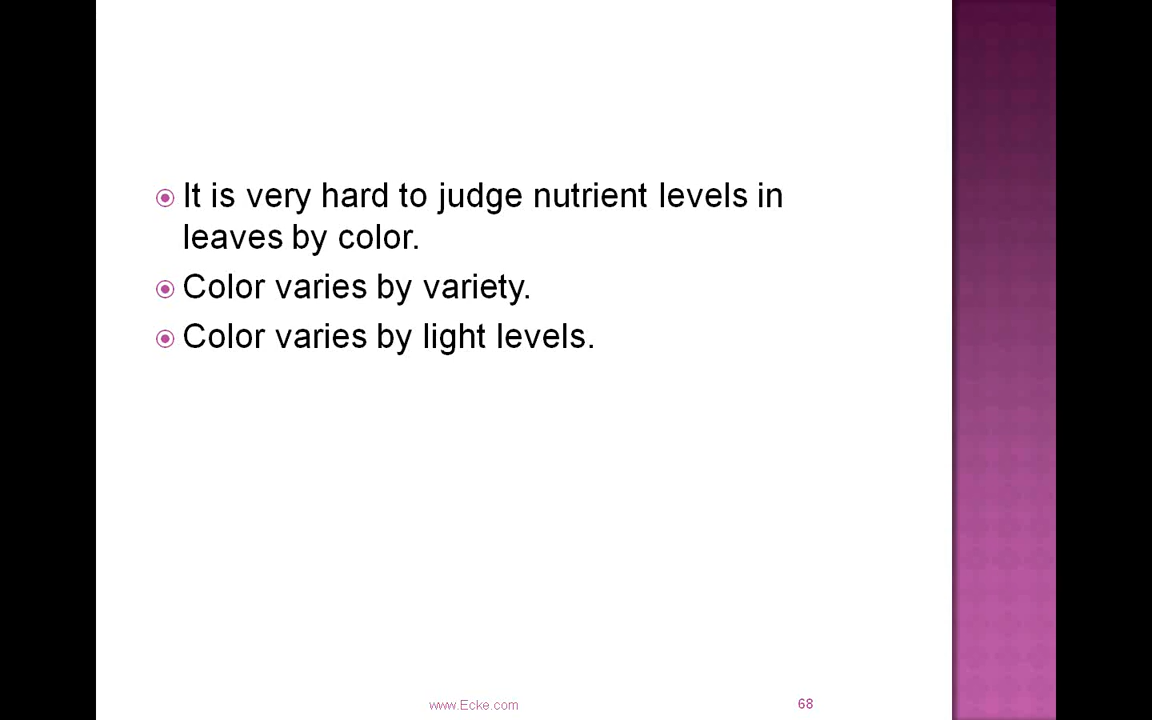 It is very hard to judge nutrient levels in
leaves by color.
Color varies by variety.
Color varies by light levels.
www.Ecke.com
68